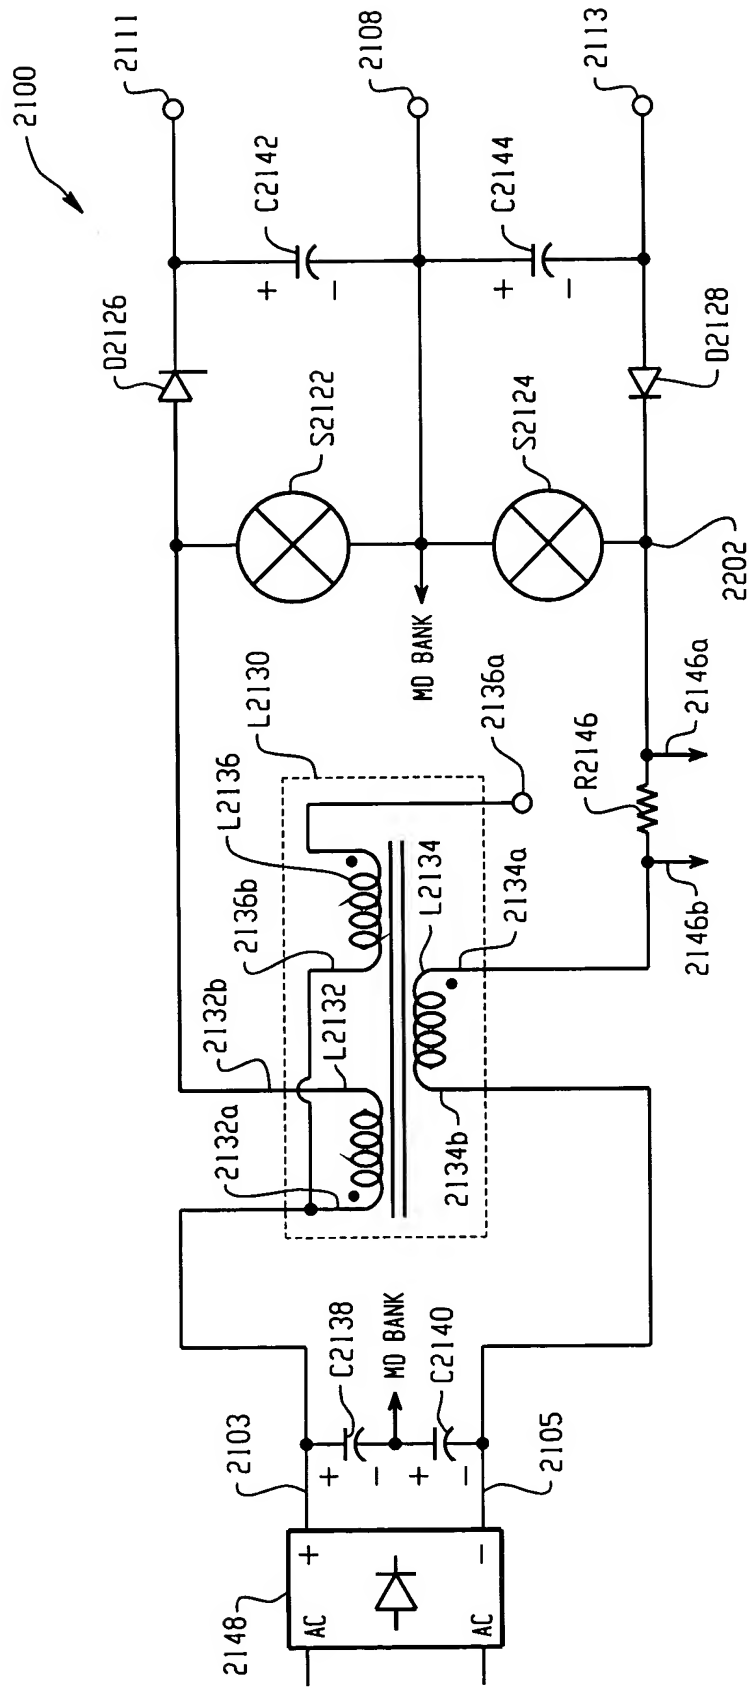 2100
2111
2108
2113
C2142
+
−
C2144
+
−
D2126
D2128
S2122
S2124
2202
MD BANK
L2130
L2136
2136b
2136a
L2134
2134a
2146a
R2146
2146b
2132b
L2132
2132a
2134b
C2138
MD BANK
C2140
+
−
+
−
2103
2105
2148
+
−
AC
AC